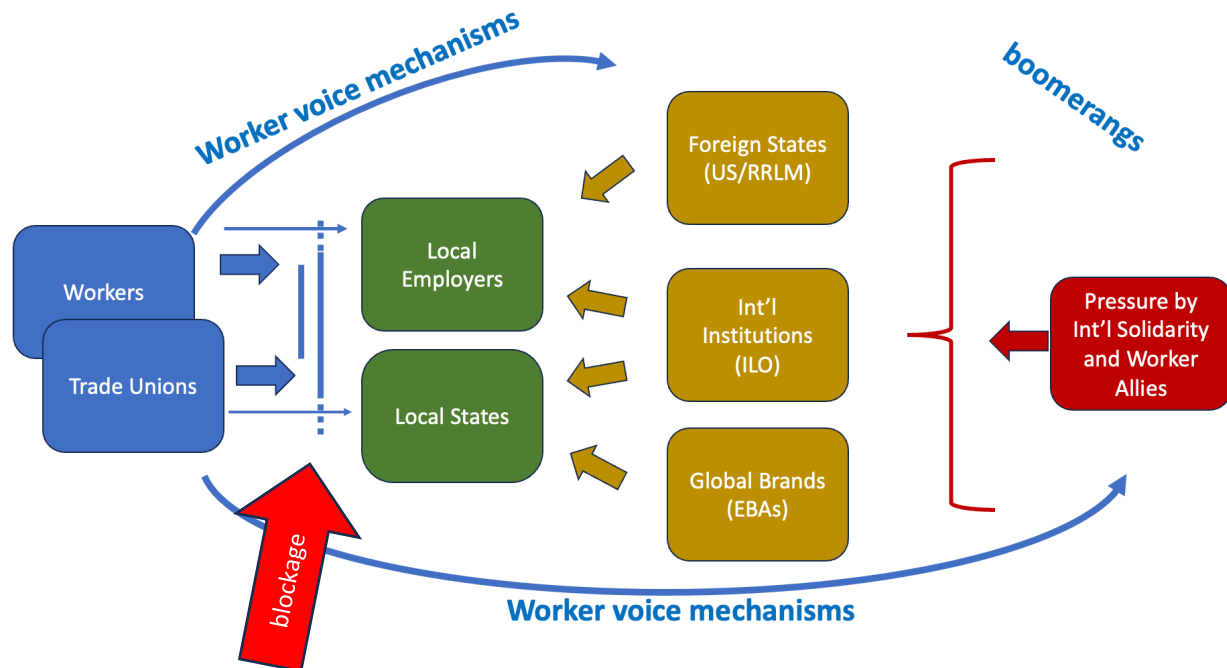 Worker voice mechanisms
boomerangs
Workers
Trade Unions
Local
Employers
Local States
Foreign States
(US/RRLM)
Int’l
Institutions
(ILO)
Global Brands
(EBAs)
Pressure by
Int’l Solidarity
and Worker
Allies
blockage
Worker voice mechanisms